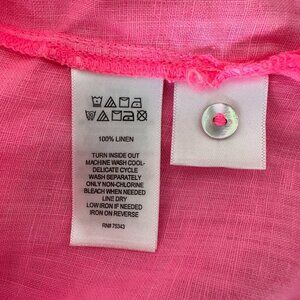 100% LINEN
TURN INSIDE OUT
MACHINE WASH COOL-
DELICATE CYCLE
WASH SEPARATELY
ONLY NON-CHLORINE
BLEACH WHEN NEEDED
LINE DRY
LOW IRON IF NEEDED
IRON ON REVERSE
RN# 75343